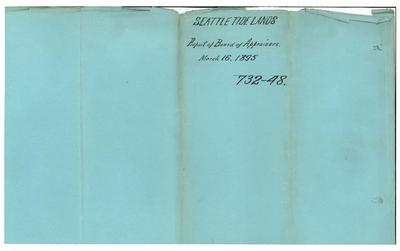 SEATTLE TIDE LANDS
Report of Board of Appraisers.
March 16, 1895
732-48.